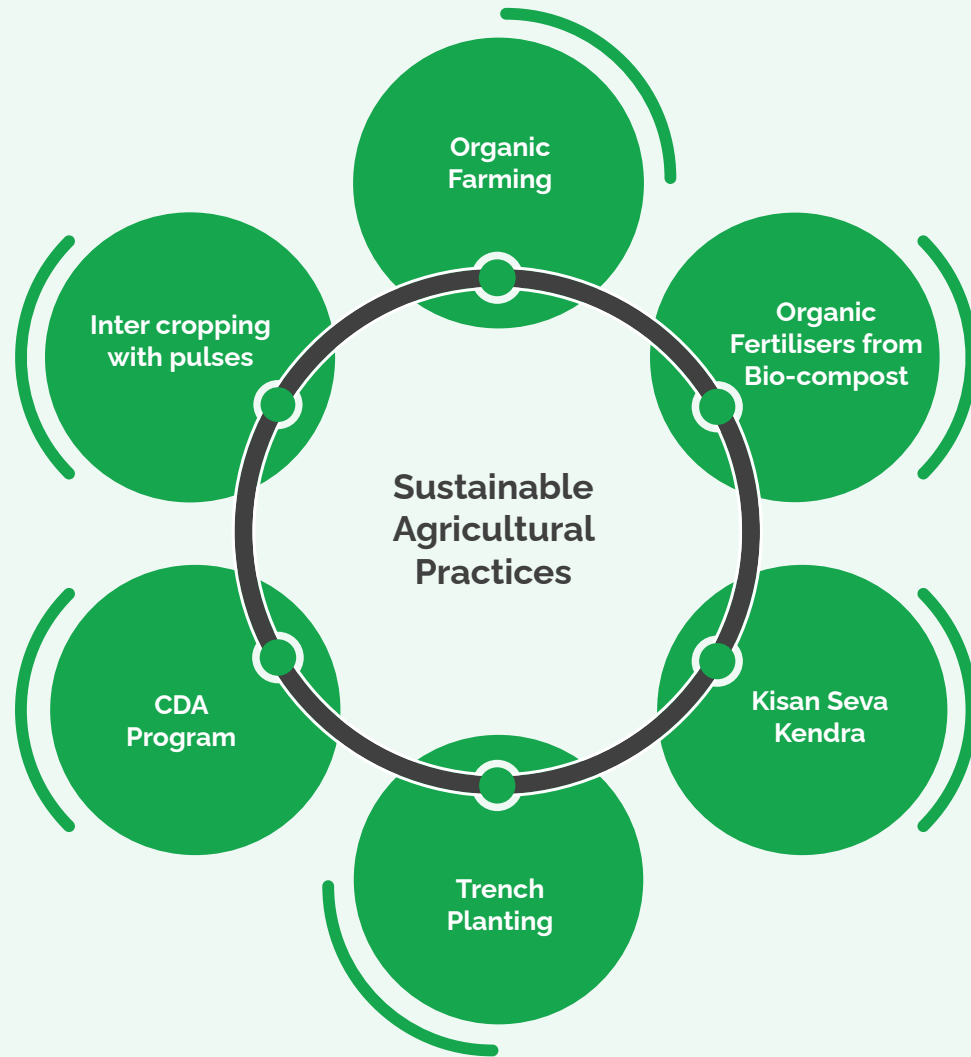 Organic
Farming
Organic
Fertilisers from
Bio-compost
Kisan Seva
Kendra
Trench
Planting
CDA
Program
Inter cropping
with pulses
Sustainable
Agricultural
Practices